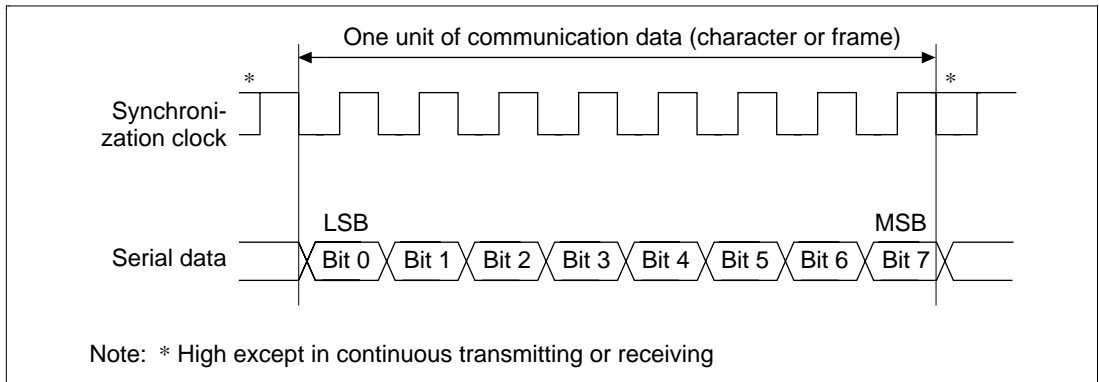 One unit of communication data (character or frame)
* *
Synchroni-
zation clock
LSB MSB
Serial data Bit 0 Bit 1 Bit 2 Bit 3 Bit 4 Bit 5 Bit 6 Bit 7
Note: * High except in continuous transmitting or receiving